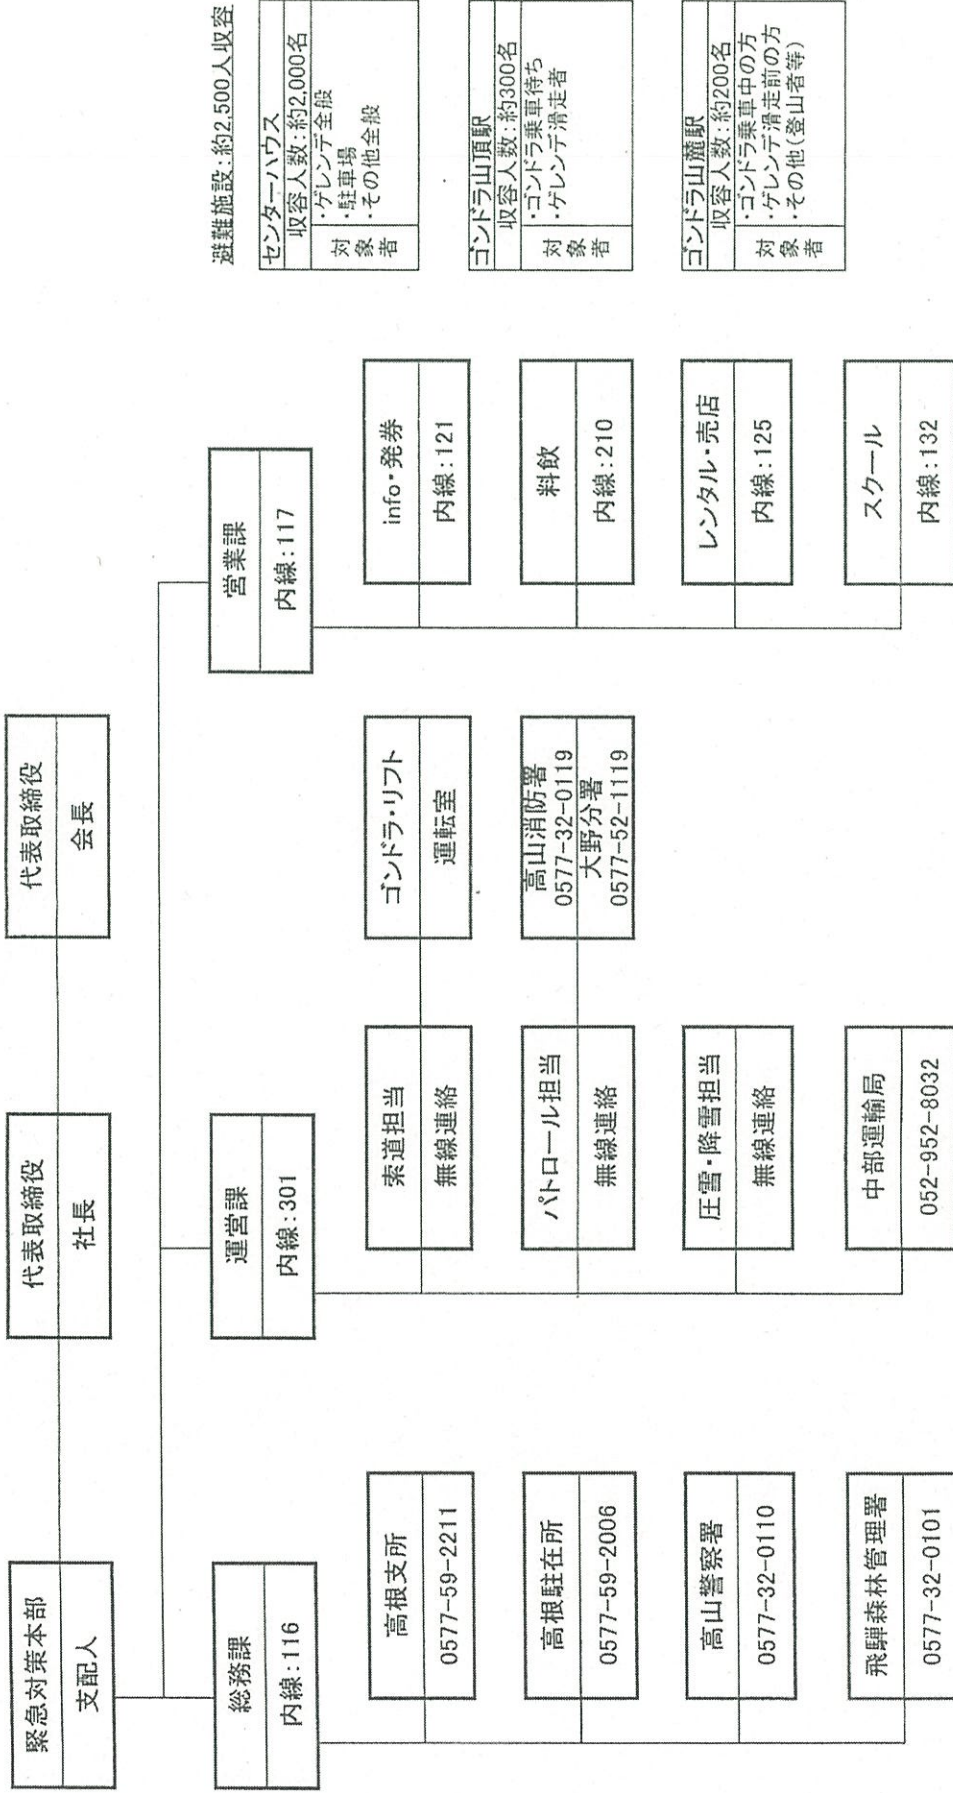 緊急対策本部
支配人
代表取締役
社長
代表取締役
会長
総務課
内線:116
高根支所
0577-59-2211
高根駐在所
0577-59-2006
高山警察署
0577-32-0110
飛騨森林管理署
0577-32-0101
運営課
内線:301
索道担当
無線連絡
ゴンドラ・リフト
運転室
パトロール担当
無線連絡
高山消防署
0577-32-0119
大野分署
0577-52-1119
圧雪・降雪担当
無線連絡
中部運輸局
052-952-8032
営業課
内線:117
info・発券
内線:121
料飲
内線:210
レンタル・売店
内線:125
スクール
内線:132
避難施設:約2,500人収容
センターハウス
収容人数:約2,000名
対象者
・ゲレンデ全般
・駐車場
・その他全般
ゴンドラ山頂駅
収容人数:約300名
対象者
・ゴンドラ乗車待ち
・ゲレンデ滑走者
ゴンドラ山麓駅
収容人数:約200名
対象者
・ゴンドラ乗車中の方
・ゲレンデ滑走前の方
・その他(登山者等)